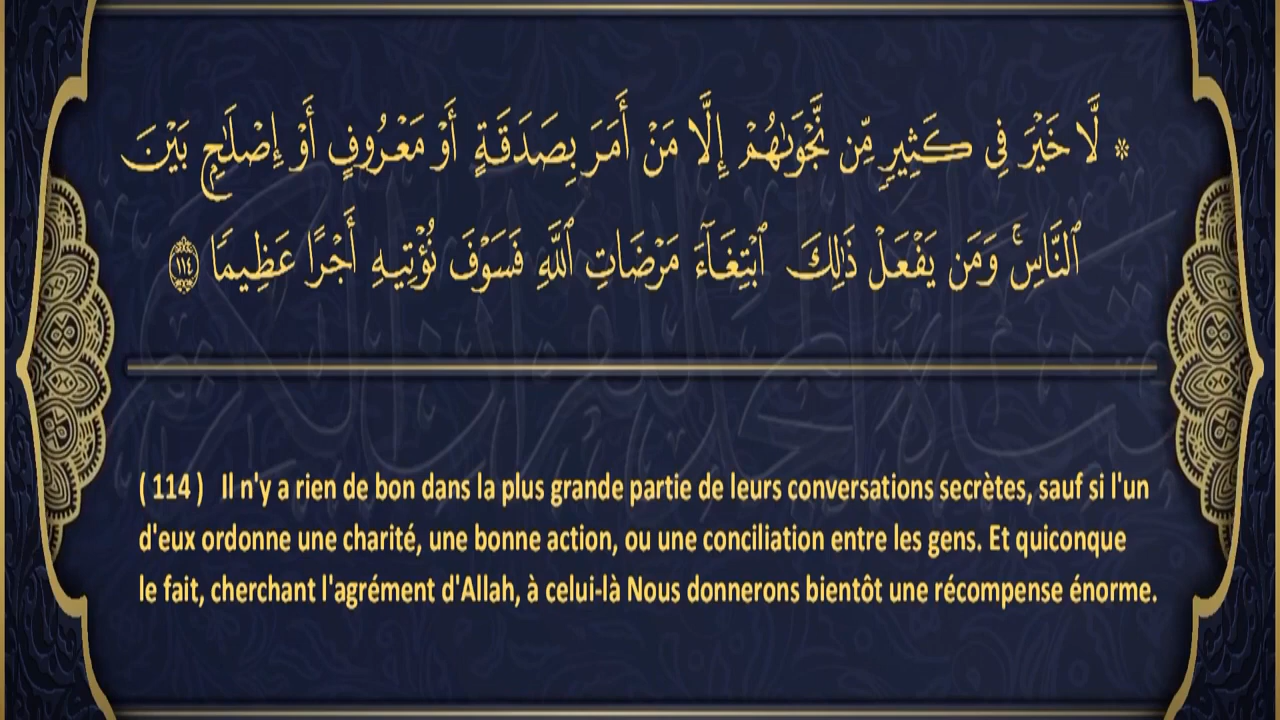 ۞ لَّا خَيْرَ فِي كَثِيرٍ مِّن نَّجْوَىٰهُمْ إِلَّا مَنْ أَمَرَ بِصَدَقَةٍ أَوْ مَعْرُوفٍ أَوْ إِصْلَٰحٍۭ بَيْنَ
ٱلنَّاسِۚ وَمَن يَفْعَلْ ذَٰلِكَ ٱبْتِغَآءَ مَرْضَاتِ ٱللَّهِ فَسَوْفَ نُؤْتِيهِ أَجْرًا عَظِيمًا ١١٤
( 114 ) Il n'y a rien de bon dans la plus grande partie de leurs conversations secrètes, sauf si l'un
d'eux ordonne une charité, une bonne action, ou une conciliation entre les gens. Et quiconque
le fait, cherchant l'agrément d'Allah, à celui-là Nous donnerons bientôt une récompense énorme.